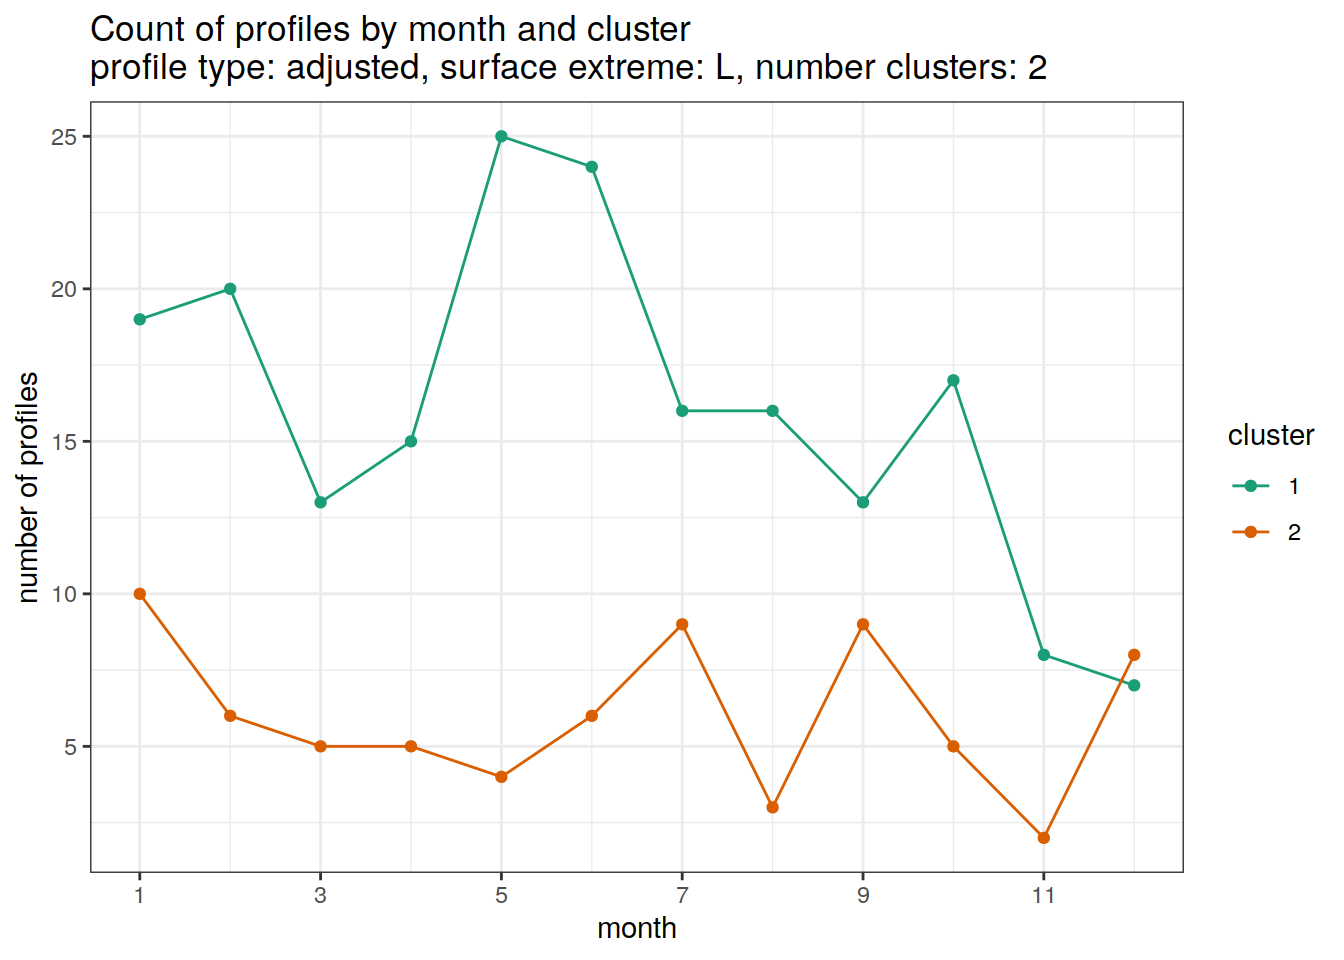 Count of profiles by month and cluster
profile type: adjusted, surface extreme: L, number clusters: 2
25
20
15
10
5
number of profiles
1 3 5 7 9 11
month
cluster
1
2